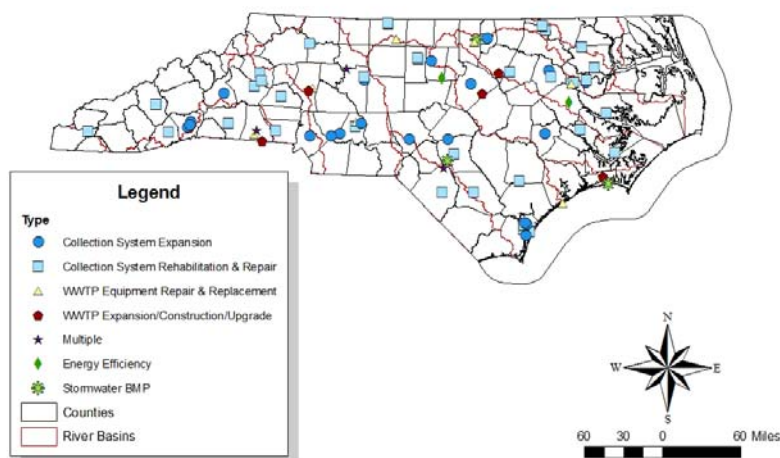 Legend
Type
Collection System Expansion
Collection System Rehabilitation & Repair
WWTP Equipment Repair & Replacement
WWTP Expansion/Construction/Upgrade
Multiple
Energy Efficiency
Stormwater BMP
Counties
River Basins
N
W E
S
60 30 0 60 Miles